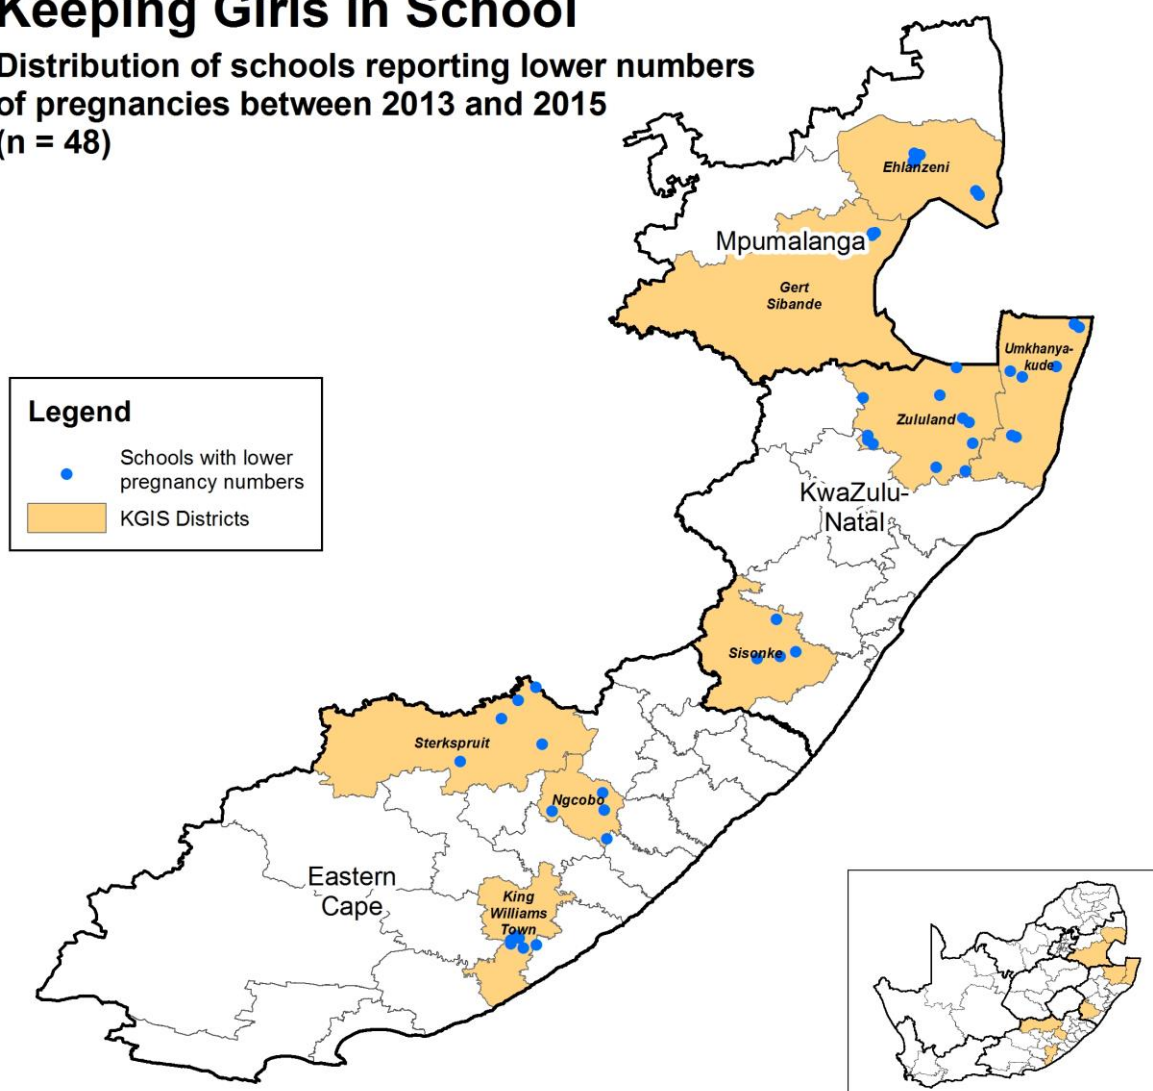 Keeping Girls in School
Distribution of schools reporting lower numbers
of pregnancies between 2013 and 2015
(n = 48)
Ehlanzeni
Mpumalanga
Gert
Sibande
Umkhanya-
kude
Zululand
Legend
Schools with lower
pregnancy numbers
KGIS Districts
KwaZulu-
Natal
Sisonke
Sterkspruit
Ngcobo
Eastern
Cape
King
Williams
Town